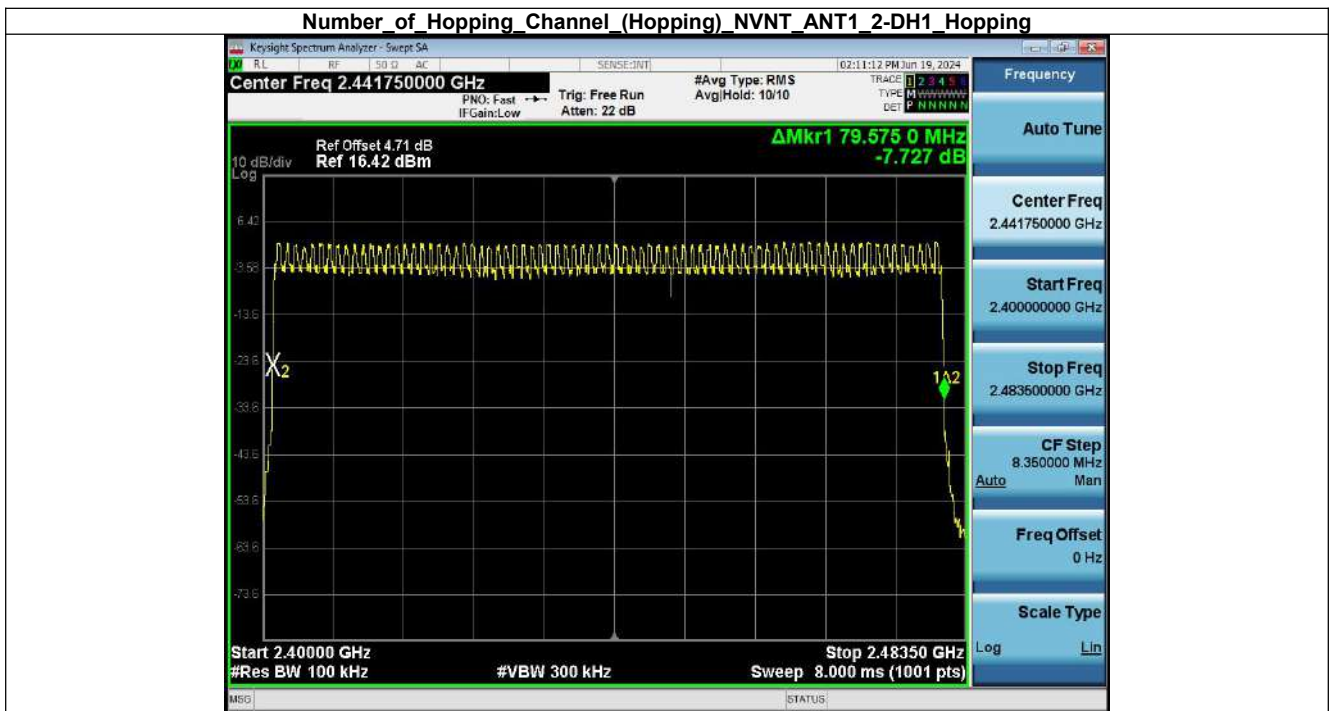 Number_of_Hopping_Channel_(Hopping)_NVNT_ANT1_2-DH1_Hopping
Keysight Spectrum Analyzer - Swept SA
RL RF 50 Ω AC SENSE:INT 02:11:12 PM Jun 19, 2024
Center Freq 2.441750000 GHz
PNO: Fast
IFGain:Low
Trig: Free Run
Atten: 22 dB
#Avg Type: RMS
Avg|Hold: 10/10
TRACE 1 2 3 4 5 6
TYPE M WWWWW
DET P N N N N N
Ref Offset 4.71 dB
10 dB/div Ref 16.42 dBm
Log
ΔMkr1 79.575 0 MHz
-7.727 dB
6.42
-3.58
-13.6
-23.6
X2
1Δ2
-33.6
-43.6
-53.6
-63.6
-73.6
Start 2.40000 GHz Stop 2.48350 GHz
#Res BW 100 kHz #VBW 300 kHz Sweep 8.000 ms (1001 pts)
MSG STATUS
Frequency
Auto Tune
Center Freq
2.441750000 GHz
Start Freq
2.400000000 GHz
Stop Freq
2.483500000 GHz
CF Step
8.350000 MHz
Auto Man
Freq Offset
0 Hz
Scale Type
Log Lin